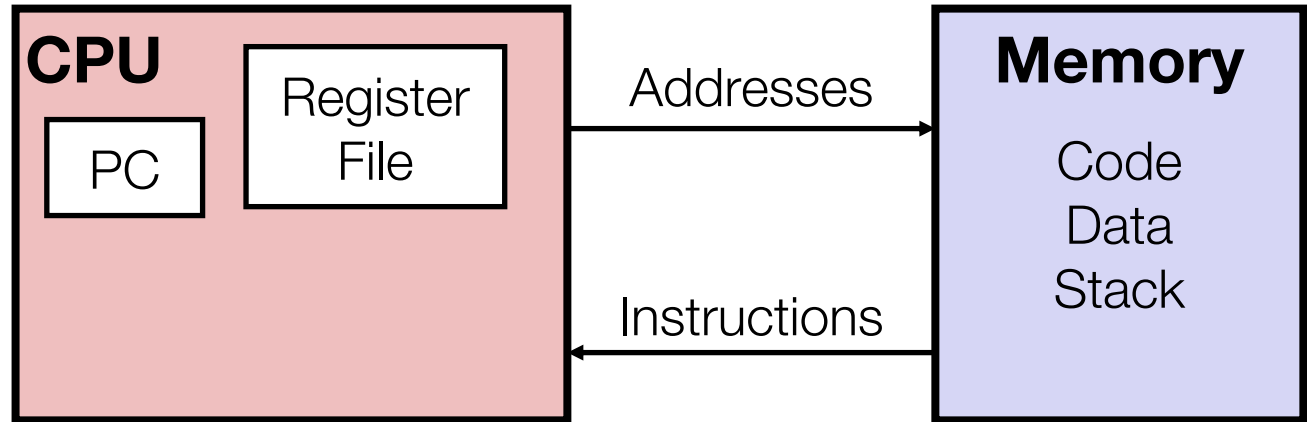 CPU
PC
Register
File
Addresses
Instructions
Memory
Code
Data
Stack